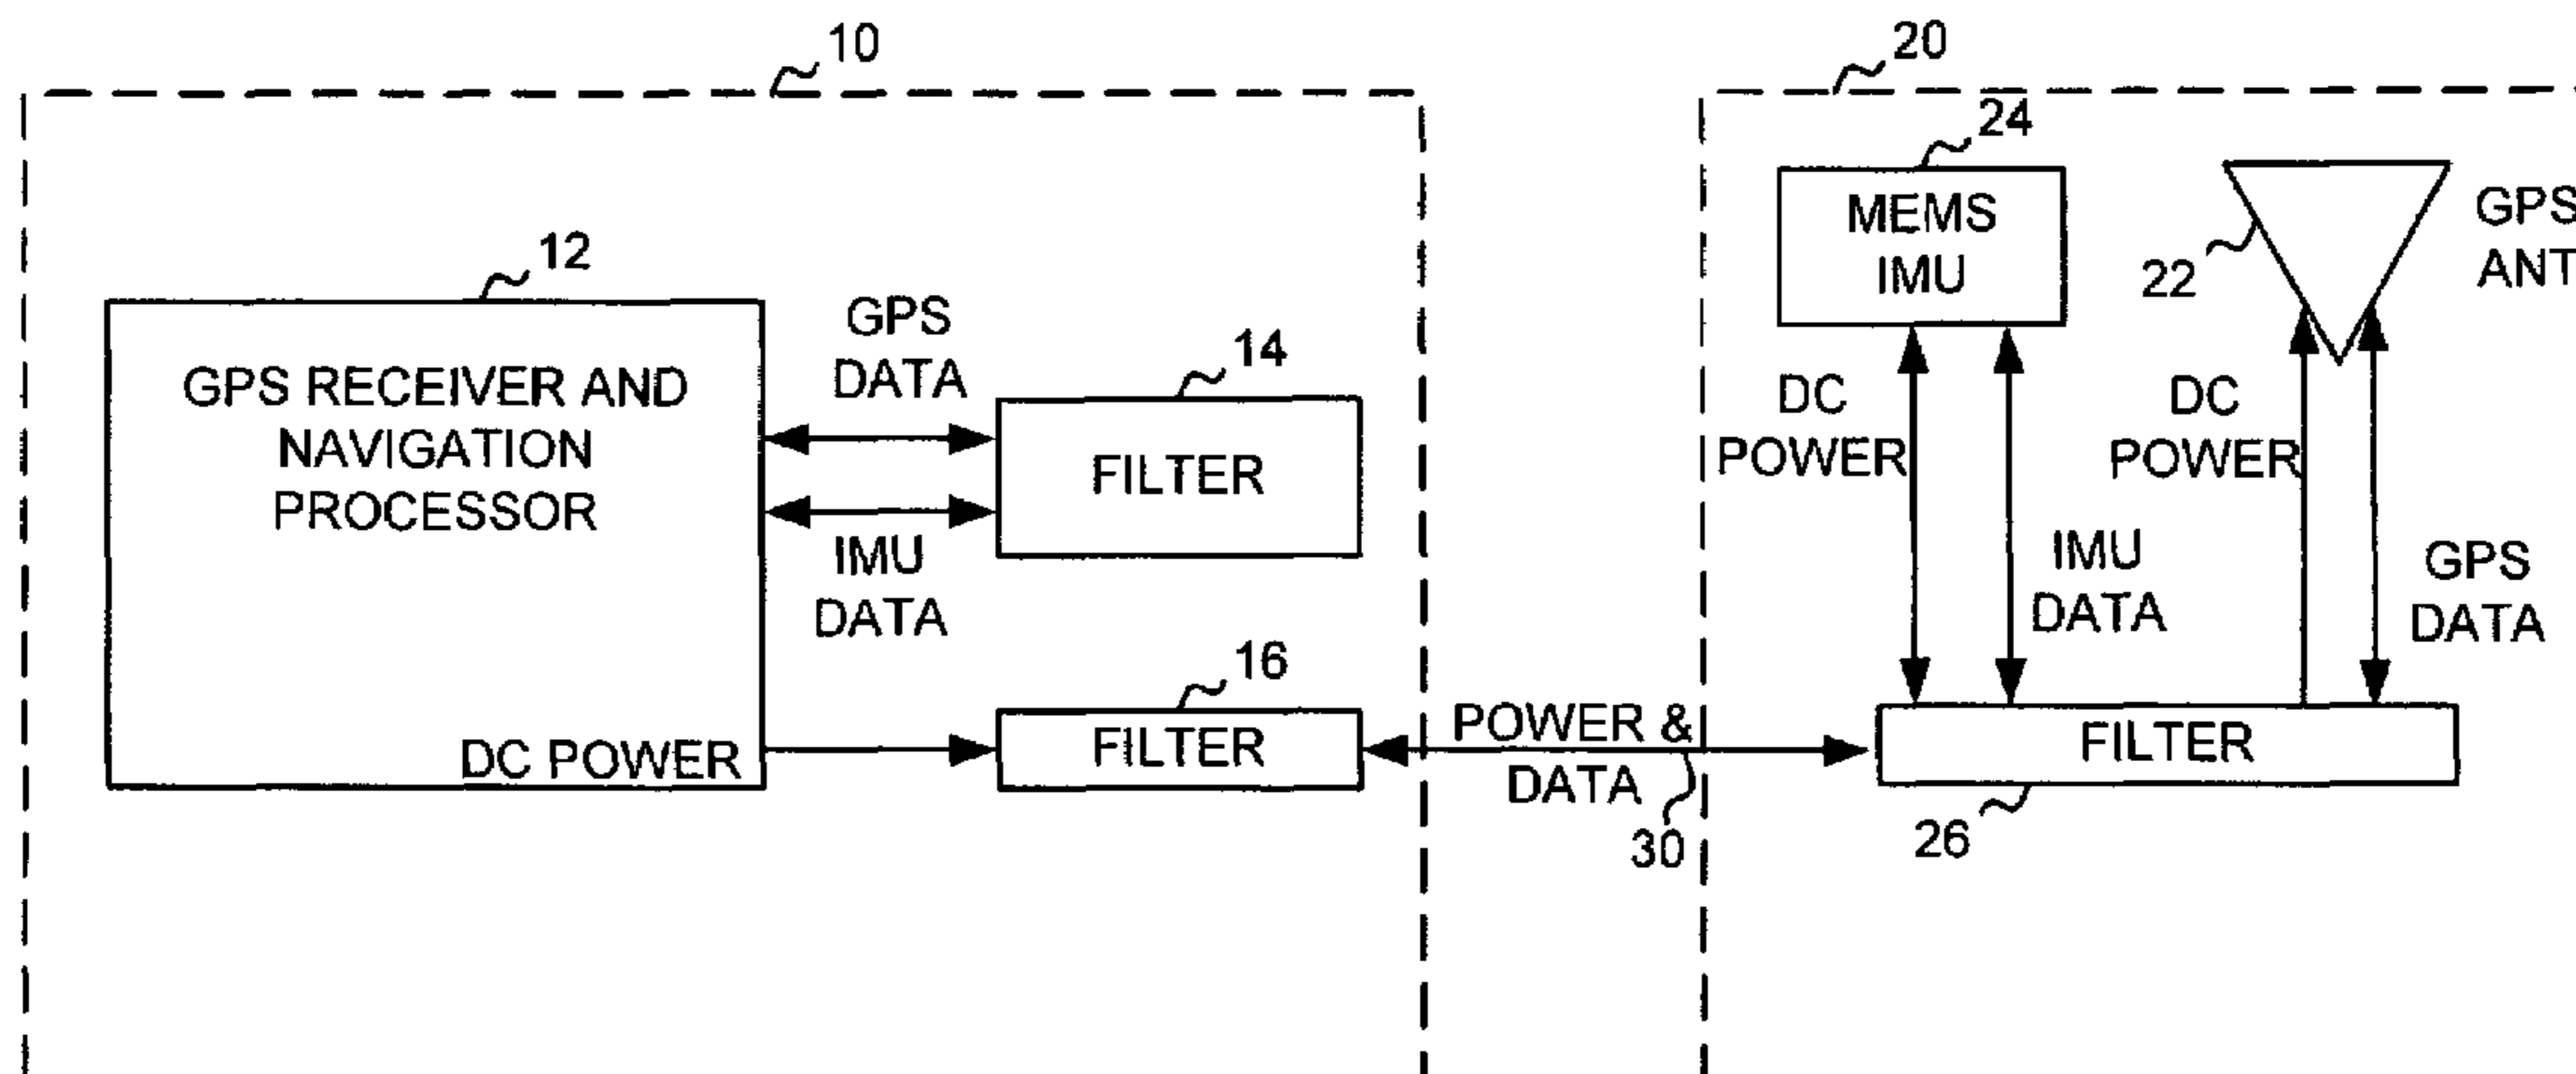 10
20
24
MEMS
IMU
GPS
ANT
22
12
GPS RECEIVER AND
NAVIGATION
PROCESSOR
DC POWER
GPS
DATA
IMU
DATA
14
FILTER
16
FILTER
POWER &
DATA
30
DC
POWER
IMU
DATA
DC
POWER
GPS
DATA
FILTER
26